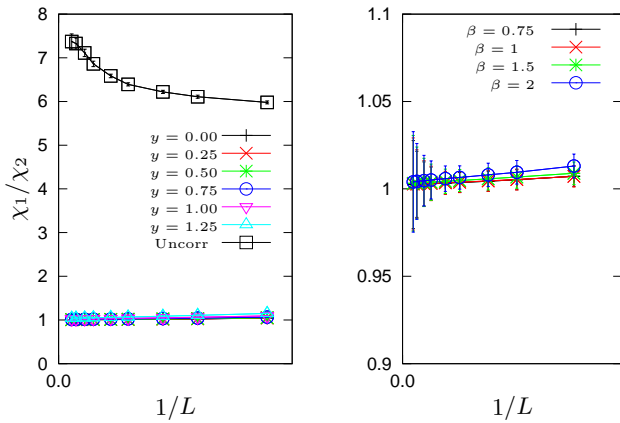 8
7
6
5
4
3
2
1
0
χ1/χ2
y = 0.00
y = 0.25
y = 0.50
y = 0.75
y = 1.00
y = 1.25
Uncorr
0.0
1/L
1.1
1.05
1
0.95
0.9
β = 0.75
β = 1
β = 1.5
β = 2
0.0
1/L